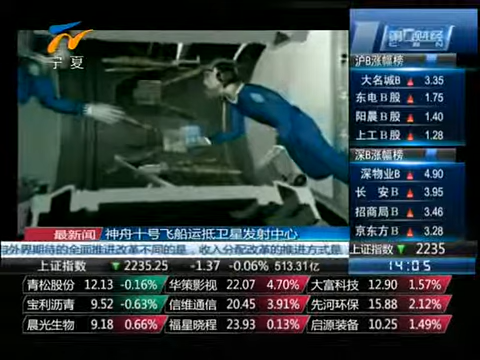 宁夏
第一财经
沪B涨幅榜
大名城B ▲ 3.35
东电B股 ▲ 1.75
阳晨B股 ▲ 1.40
上工B股 ▲ 1.28
深B涨幅榜
深物业B ▲ 4.90
长安B ▲ 3.95
招商局B ▲ 3.46
京东方B ▲ 3.28
最新闻 神舟十号飞船运抵卫星发射中心
与外界期待的全面推进改革不同的是，收入分配改革的推进方式是
上证指数 ▼ 2235
上证指数 ▼ 2235.25 -1.37 -0.06% 513.31亿
14:05
青松股份 12.13 -0.16% 华策影视 22.07 4.70% 大富科技 12.90 1.57%
宝利沥青 9.52 -0.63% 信维通信 20.45 3.91% 先河环保 15.88 2.12%
晨光生物 9.18 0.66% 福星晓程 23.93 0.13% 启源装备 10.25 1.49%